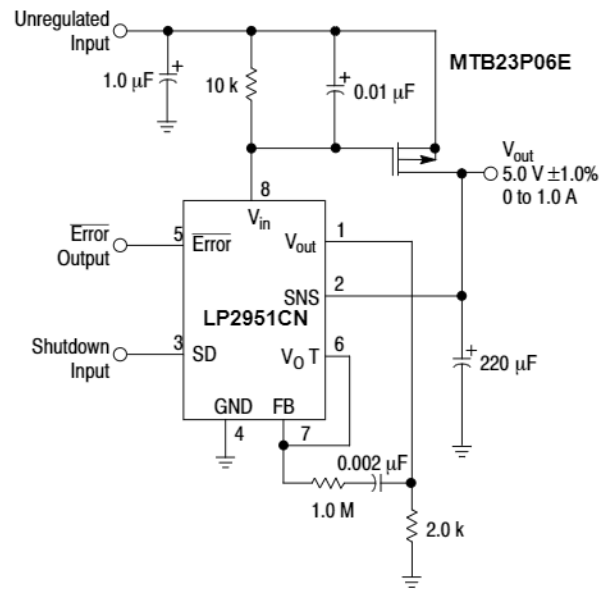 Unregulated
Input
1.0 µF
+
10 k
+
0.01 µF
MTB23P06E
Vout
5.0 V ±1.0%
0 to 1.0 A
8
Vin
Error
Output
5
Error
Vout
1
SNS
2
LP2951CN
Shutdown
Input
3
SD
VO T
6
+
220 µF
GND
FB
4
7
0.002 µF
1.0 M
2.0 k